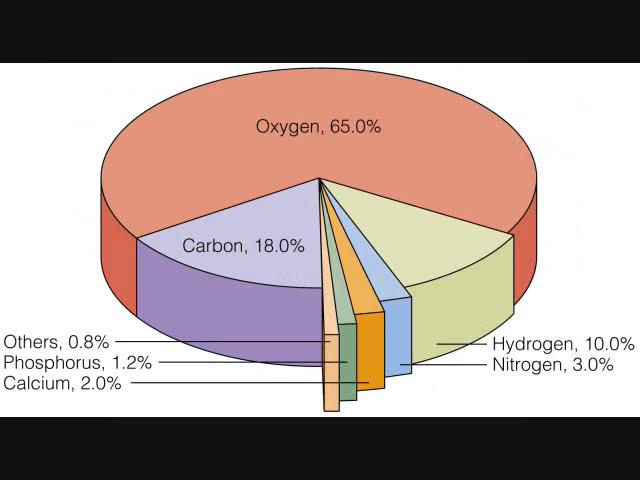 Oxygen, 65.0%
Carbon, 18.0%
Others, 0.8%
Phosphorus, 1.2%
Calcium, 2.0%
Hydrogen, 10.0%
Nitrogen, 3.0%